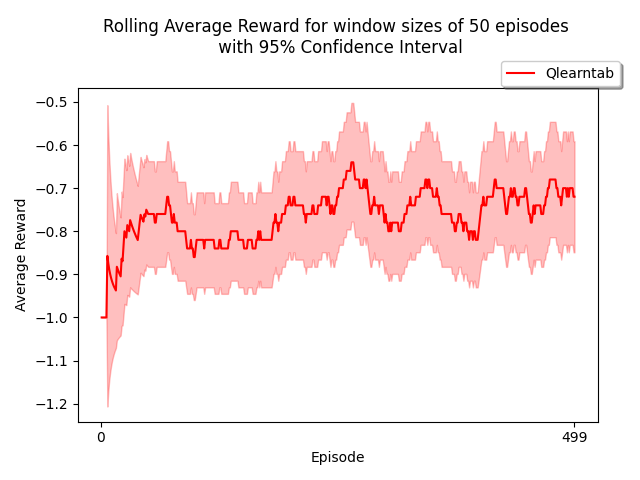 Rolling Average Reward for window sizes of 50 episodes
with 95% Confidence Interval
Qlearntab
Average Reward
−0.5
−0.6
−0.7
−0.8
−0.9
−1.0
−1.1
−1.2
0
499
Episode